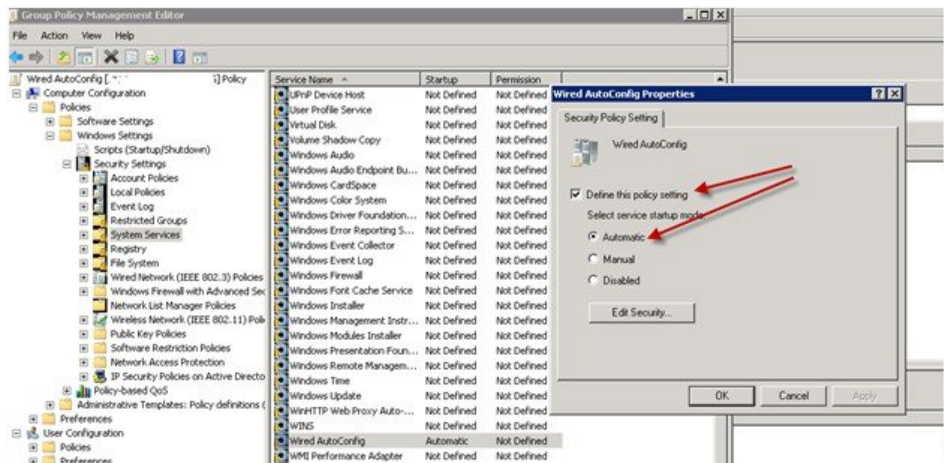 Group Policy Management Editor
File Action View Help
Wired AutoConfig [ Policy
Computer Configuration
Policies
Software Settings
Windows Settings
Scripts (Startup/Shutdown)
Security Settings
Account Policies
Local Policies
Event Log
Restricted Groups
System Services
Registry
File System
Wired Network (IEEE 802.3) Policies
Windows Firewall with Advanced Sec
Network List Manager Policies
Wireless Network (IEEE 802.11) Poli
Public Key Policies
Software Restriction Policies
Network Access Protection
IP Security Policies on Active Directo
Policy-based QoS
Administrative Templates: Policy definitions (
Preferences
User Configuration
Policies
Preferences
Service Name Startup Permission
UPnP Device Host Not Defined Not Defined
User Profile Service Not Defined Not Defined
Virtual Disk Not Defined Not Defined
Volume Shadow Copy Not Defined Not Defined
Windows Audio Not Defined Not Defined
Windows Audio Endpoint Bu... Not Defined Not Defined
Windows CardSpace Not Defined Not Defined
Windows Color System Not Defined Not Defined
Windows Driver Foundation... Not Defined Not Defined
Windows Error Reporting S... Not Defined Not Defined
Windows Event Collector Not Defined Not Defined
Windows Event Log Not Defined Not Defined
Windows Firewall Not Defined Not Defined
Windows Font Cache Service Not Defined Not Defined
Windows Installer Not Defined Not Defined
Windows Management Instr... Not Defined Not Defined
Windows Modules Installer Not Defined Not Defined
Windows Presentation Foun... Not Defined Not Defined
Windows Remote Managem... Not Defined Not Defined
Windows Time Not Defined Not Defined
Windows Update Not Defined Not Defined
WinHTTP Web Proxy Auto-... Not Defined Not Defined
WINS Not Defined Not Defined
Wired AutoConfig Automatic Not Defined
WMI Performance Adapter Not Defined Not Defined
Wired AutoConfig Properties
Security Policy Setting
Wired AutoConfig
Define this policy setting
Select service startup mode:
Automatic
Manual
Disabled
Edit Security...
OK Cancel Apply